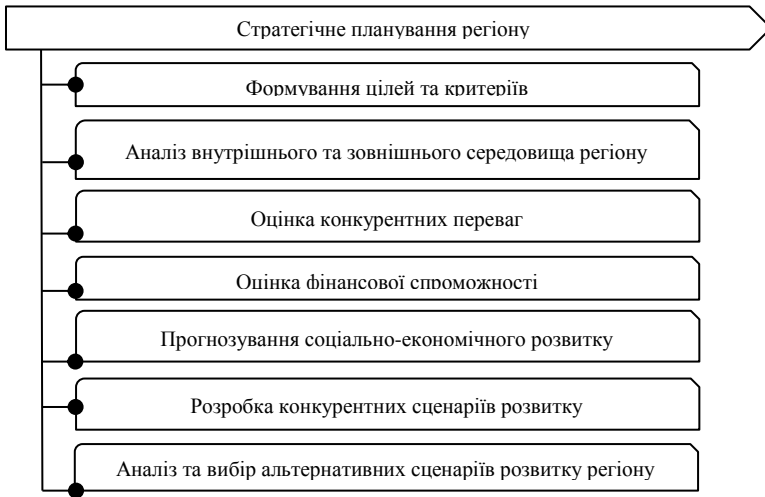 Стратегічне планування регіону
Формування цілей та критеріїв
Аналіз внутрішнього та зовнішнього середовища регіону
Оцінка конкурентних переваг
Оцінка фінансової спроможності
Прогнозування соціально-економічного розвитку
Розробка конкурентних сценаріїв розвитку
Аналіз та вибір альтернативних сценаріїв розвитку регіону